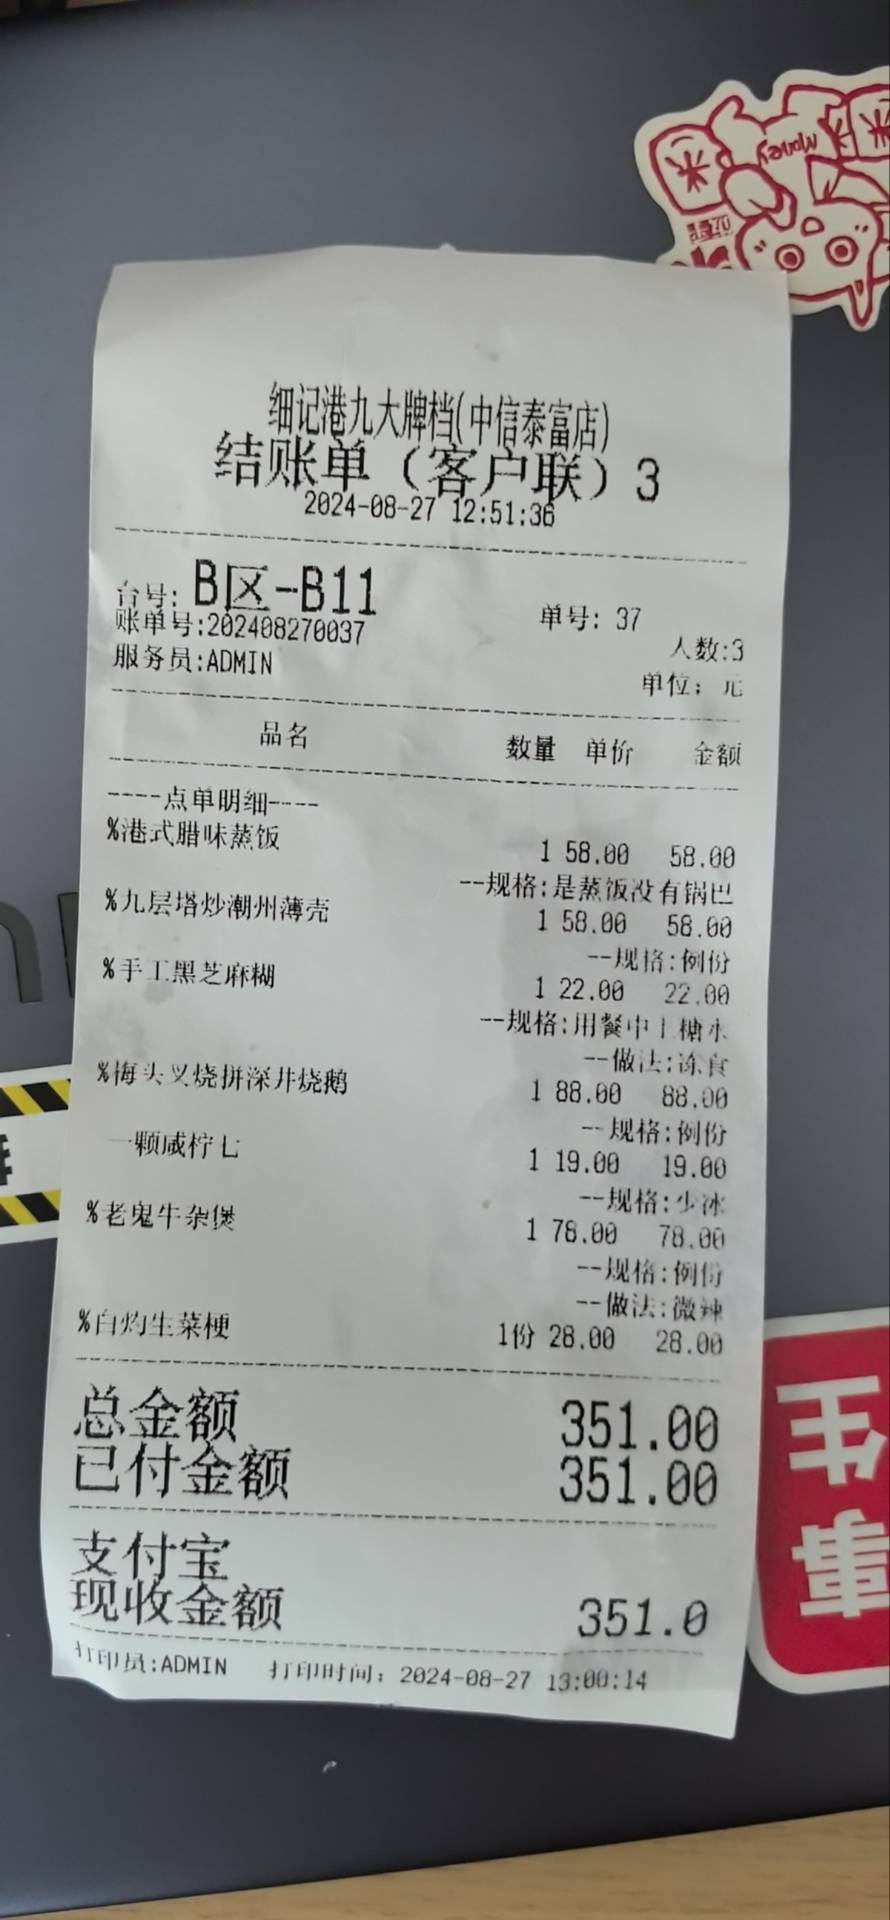 Money
细记港九大牌档(中信泰富店)
结账单（客户联）3
2024-08-27 12:51:36
台号: B区-B11 单号: 37
账单号:202408270037 人数:3
服务员:ADMIN 单位: 元
品名 数量 单价 金额
----点单明细----
%港式腊味蒸饭 1 58.00 58.00
--规格:是蒸饭没有锅巴
%九层塔炒潮州薄壳 1 58.00 58.00
--规格:例份
%手工黑芝麻糊 1 22.00 22.00
--规格:用餐中上糖水
--做法:冻食
%梅头叉烧拼深井烧鹅 1 88.00 88.00
--规格:例份
一颗咸柠七 1 19.00 19.00
--规格:少冰
%老鬼牛杂煲 1 78.00 78.00
--规格:例份
--做法:微辣
%白灼生菜梗 1份 28.00 28.00
总金额 351.00
已付金额 351.00
支付宝
现收金额 351.0
打印员:ADMIN 打印时间: 2024-08-27 13:00:14
事
生